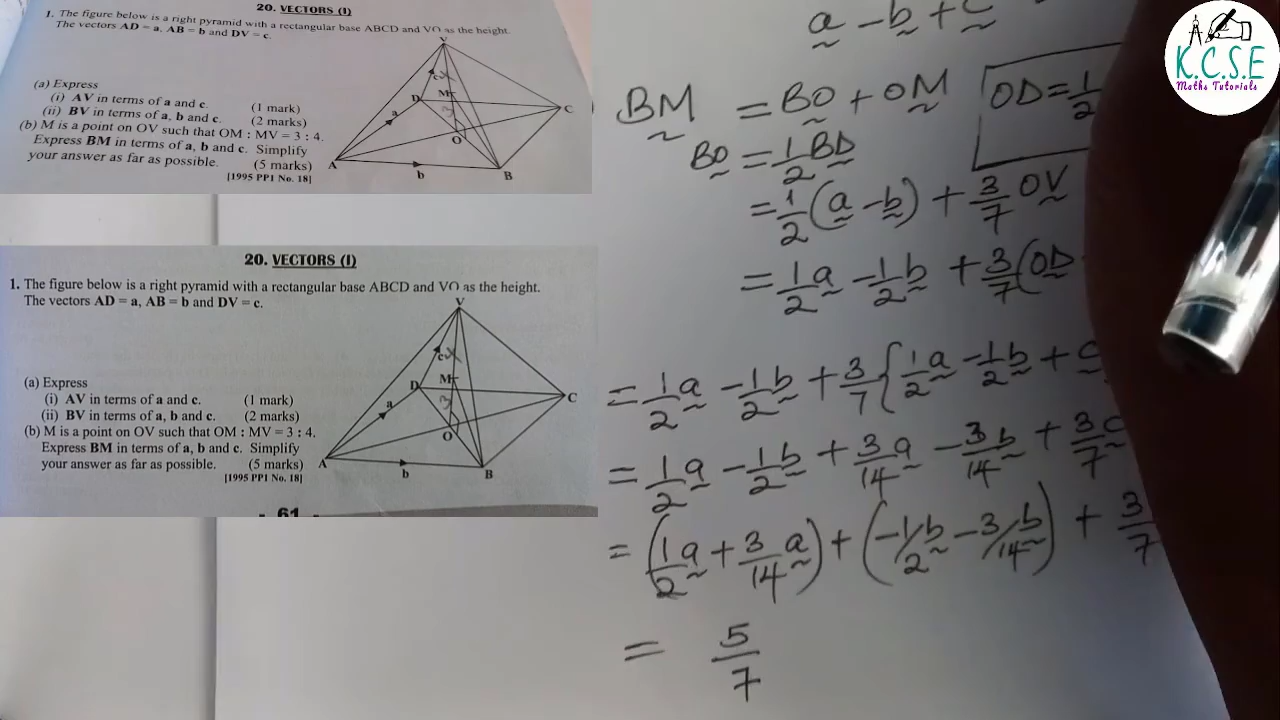 20. VECTORS (I)
1. The figure below is a right pyramid with a rectangular base ABCD and VO as the height.
The vectors AD = a, AB = b and DV = c.
V
c
D
M
C
a
O
A
b
B
(a) Express
(i) AV in terms of a and c. (1 mark)
(ii) BV in terms of a, b and c. (2 marks)
(b) M is a point on OV such that OM : MV = 3 : 4.
Express BM in terms of a, b and c. Simplify
your answer as far as possible. (5 marks)
[1995 PP1 No. 18]
20. VECTORS (I)
1. The figure below is a right pyramid with a rectangular base ABCD and VO as the height.
The vectors AD = a, AB = b and DV = c.
V
c
D
M
3
C
a
O
A
b
B
(a) Express
(i) AV in terms of a and c. (1 mark)
(ii) BV in terms of a, b and c. (2 marks)
(b) M is a point on OV such that OM : MV = 3 : 4.
Express BM in terms of a, b and c. Simplify
your answer as far as possible. (5 marks)
[1995 PP1 No. 18]
- 61 -
a - b + c
BM = BO + OM
OD = 1/2
BO = 1/2 BD
= 1/2 (a - b) + 3/7 OV
= 1/2 a - 1/2 b + 3/7 (OD
= 1/2 a - 1/2 b + 3/7 { 1/2 a - 1/2 b + c
= 1/2 a - 1/2 b + 3/14 a - 3/14 b + 3/7 c
= (1/2 a + 3/14 a) + (-1/2 b - 3/14 b) + 3/7
= 5/7
K.C.S.E
Maths Tutorials